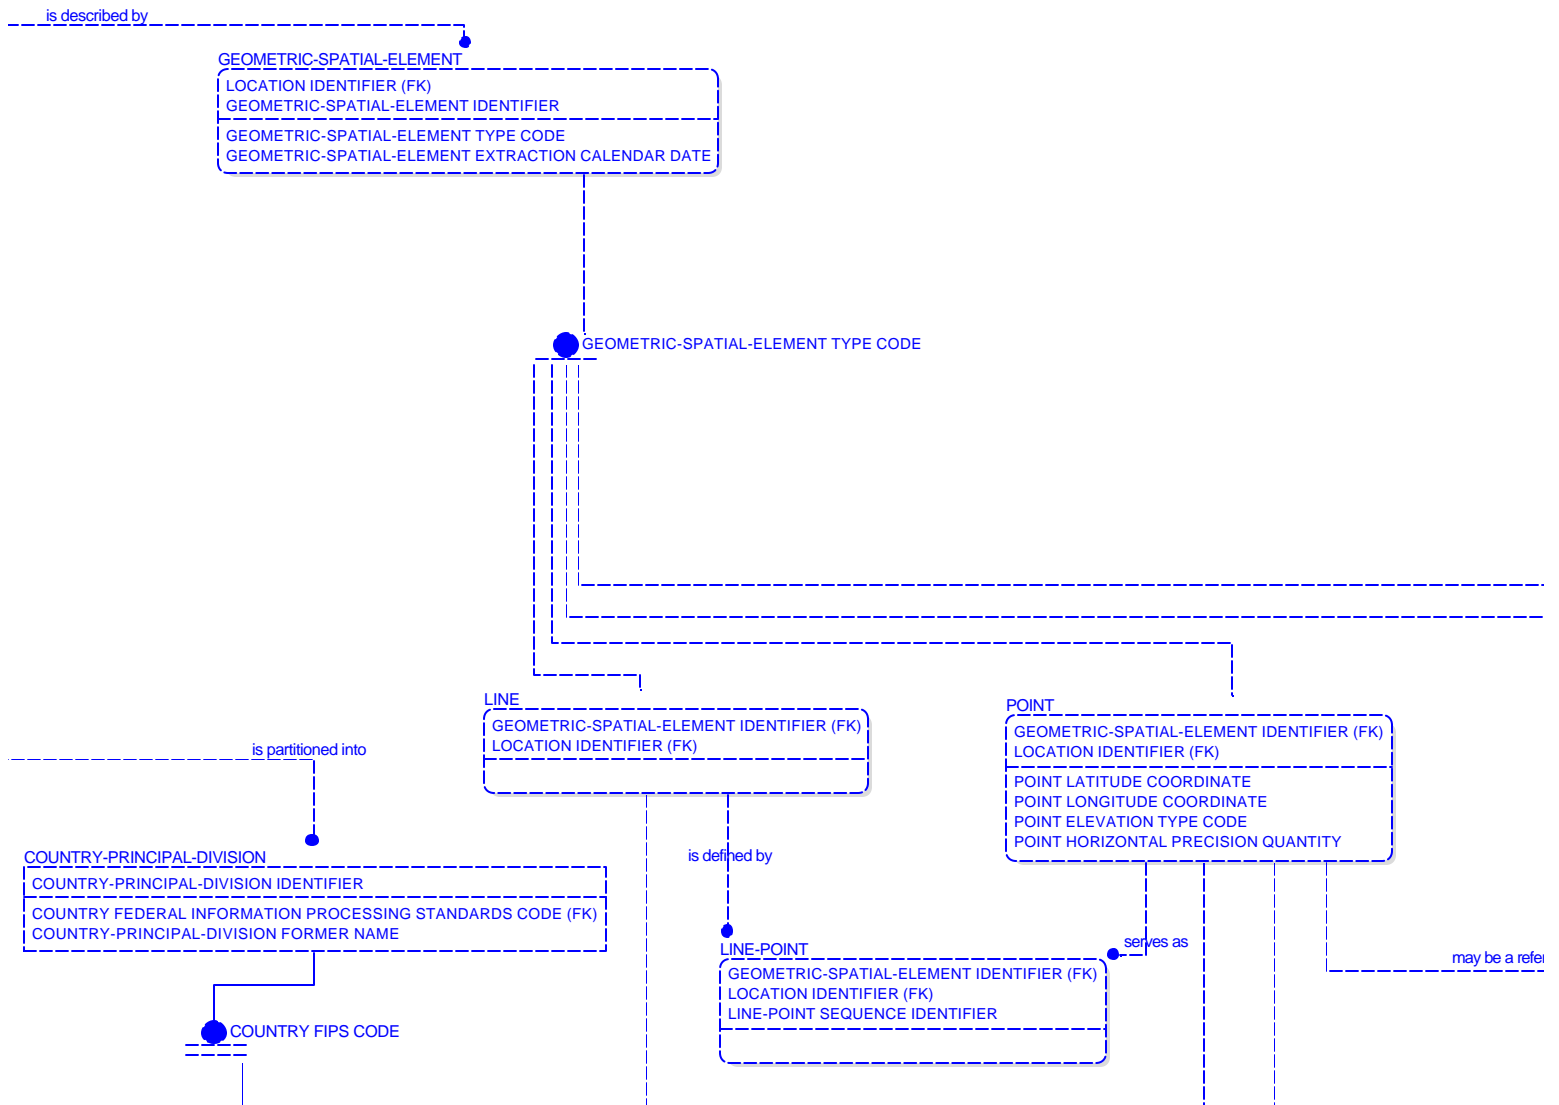 is described by
GEOMETRIC-SPATIAL-ELEMENT
LOCATION IDENTIFIER (FK)
GEOMETRIC-SPATIAL-ELEMENT IDENTIFIER
GEOMETRIC-SPATIAL-ELEMENT TYPE CODE
GEOMETRIC-SPATIAL-ELEMENT EXTRACTION CALENDAR DATE
GEOMETRIC-SPATIAL-ELEMENT TYPE CODE
LINE
GEOMETRIC-SPATIAL-ELEMENT IDENTIFIER (FK)
LOCATION IDENTIFIER (FK)
POINT
GEOMETRIC-SPATIAL-ELEMENT IDENTIFIER (FK)
LOCATION IDENTIFIER (FK)
POINT LATITUDE COORDINATE
POINT LONGITUDE COORDINATE
POINT ELEVATION TYPE CODE
POINT HORIZONTAL PRECISION QUANTITY
is partitioned into
COUNTRY-PRINCIPAL-DIVISION
COUNTRY-PRINCIPAL-DIVISION IDENTIFIER
COUNTRY FEDERAL INFORMATION PROCESSING STANDARDS CODE (FK)
COUNTRY-PRINCIPAL-DIVISION FORMER NAME
is defined by
serves as
may be a refer
LINE-POINT
GEOMETRIC-SPATIAL-ELEMENT IDENTIFIER (FK)
LOCATION IDENTIFIER (FK)
LINE-POINT SEQUENCE IDENTIFIER
COUNTRY FIPS CODE